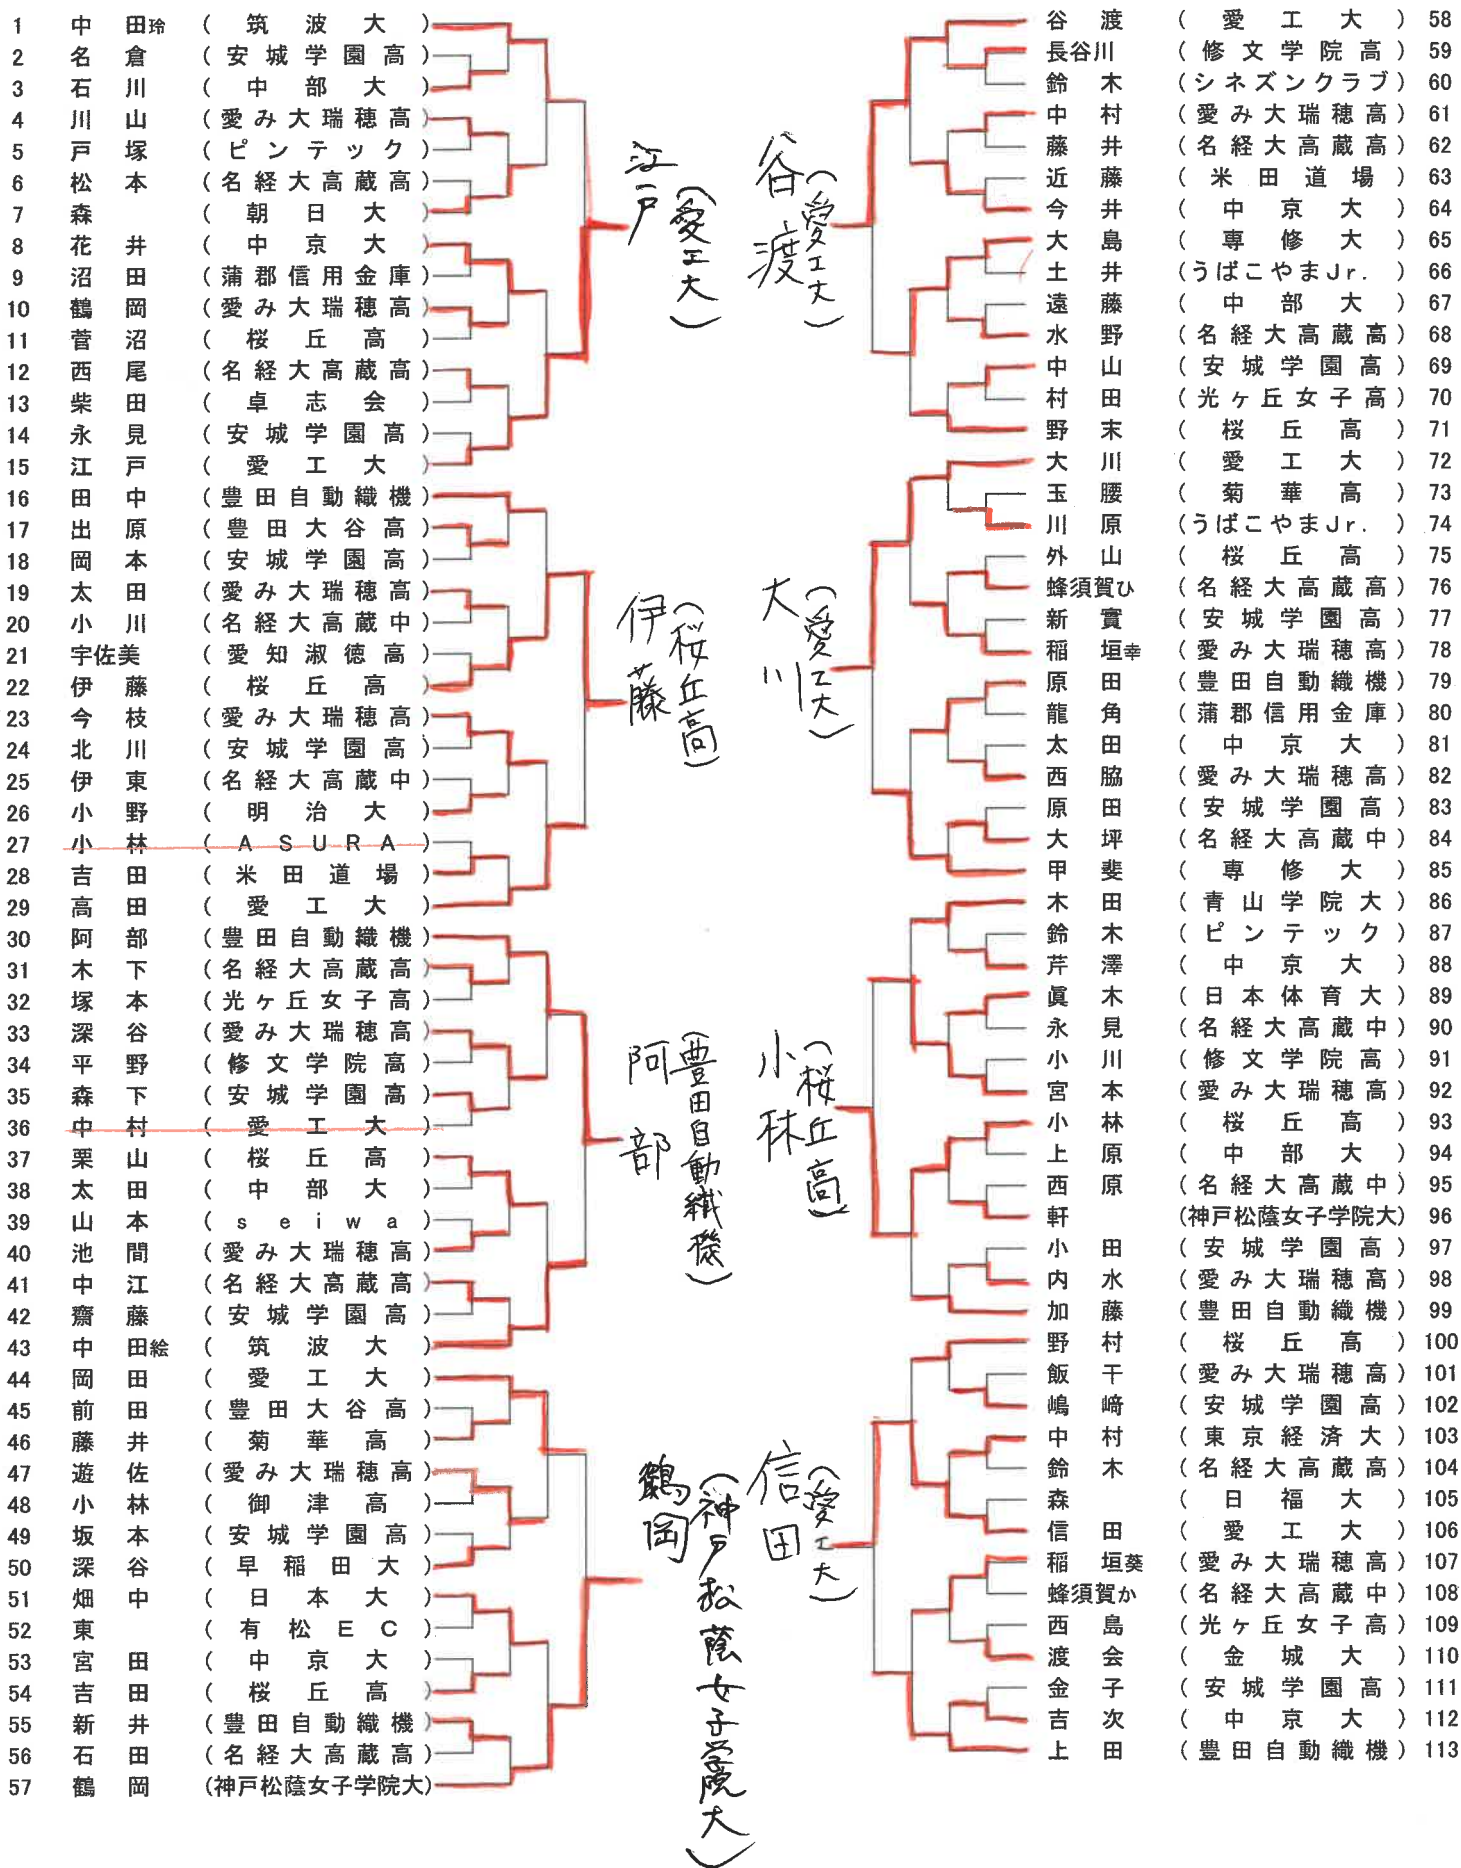 1 中田玲 (筑波大)
2 名倉 (安城学園高)
3 石川 (中部大)
4 川山 (愛み大瑞穂高)
5 戸塚 (ピンテック)
6 松本 (名経大高蔵高)
7 森 (朝日大)
8 花井 (中京大)
9 沼田 (蒲郡信用金庫)
10 鶴岡 (愛み大瑞穂高)
11 菅沼 (桜丘高)
12 西尾 (名経大高蔵高)
13 柴田 (卓志会)
14 永見 (安城学園高)
15 江戸 (愛工大)
16 田中 (豊田自動織機)
17 出原 (豊田大谷高)
18 岡本 (安城学園高)
19 太田 (愛み大瑞穂高)
20 小川 (名経大高蔵中)
21 宇佐美 (愛知淑徳高)
22 伊藤 (桜丘高)
23 今枝 (愛み大瑞穂高)
24 北川 (安城学園高)
25 伊東 (名経大高蔵中)
26 小野 (明治大)
27 小林 (ASURA)
28 吉田 (米田道場)
29 高田 (愛工大)
30 阿部 (豊田自動織機)
31 木下 (名経大高蔵高)
32 塚本 (光ヶ丘女子高)
33 深谷 (愛み大瑞穂高)
34 平野 (修文学院高)
35 森下 (安城学園高)
36 中村 (愛工大)
37 栗山 (桜丘高)
38 太田 (中部大)
39 山本 (seiwa)
40 池間 (愛み大瑞穂高)
41 中江 (名経大高蔵高)
42 齋藤 (安城学園高)
43 中田絵 (筑波大)
44 岡田 (愛工大)
45 前田 (豊田大谷高)
46 藤井 (菊華高)
47 遊佐 (愛み大瑞穂高)
48 小林 (御津高)
49 坂本 (安城学園高)
50 深谷 (早稲田大)
51 畑中 (日本大)
52 東 (有松EC)
53 宮田 (中京大)
54 吉田 (桜丘高)
55 新井 (豊田自動織機)
56 石田 (名経大高蔵高)
57 鶴岡 (神戸松蔭女子学院大)
江戸 (愛工大)
伊藤 (桜丘高)
阿部 (豊田自動織機)
鶴岡 (神戸松蔭女子学院大)
谷渡 (愛工大)
大川 (愛工大)
小林 (桜丘高)
信田 (愛工大)
谷渡 (愛工大) 58
長谷川 (修文学院高) 59
鈴木 (シネズンクラブ) 60
中村 (愛み大瑞穂高) 61
藤井 (名経大高蔵高) 62
近藤 (米田道場) 63
今井 (中京大) 64
大島 (専修大) 65
土井 (うばこやまJr.) 66
遠藤 (中部大) 67
水野 (名経大高蔵高) 68
中山 (安城学園高) 69
村田 (光ヶ丘女子高) 70
野末 (桜丘高) 71
大川 (愛工大) 72
玉腰 (菊華高) 73
川原 (うばこやまJr.) 74
外山 (桜丘高) 75
蜂須賀ひ (名経大高蔵高) 76
新實 (安城学園高) 77
稲垣幸 (愛み大瑞穂高) 78
原田 (豊田自動織機) 79
龍角 (蒲郡信用金庫) 80
太田 (中京大) 81
西脇 (愛み大瑞穂高) 82
原田 (安城学園高) 83
大坪 (名経大高蔵中) 84
甲斐 (専修大) 85
木田 (青山学院大) 86
鈴木 (ピンテック) 87
芹澤 (中京大) 88
眞木 (日本体育大) 89
永見 (名経大高蔵中) 90
小川 (修文学院高) 91
宮本 (愛み大瑞穂高) 92
小林 (桜丘高) 93
上原 (中部大) 94
西原 (名経大高蔵中) 95
軒 (神戸松蔭女子学院大) 96
小田 (安城学園高) 97
内水 (愛み大瑞穂高) 98
加藤 (豊田自動織機) 99
野村 (桜丘高) 100
飯干 (愛み大瑞穂高) 101
嶋﨑 (安城学園高) 102
中村 (東京経済大) 103
鈴木 (名経大高蔵高) 104
森 (日福大) 105
信田 (愛工大) 106
稲垣葵 (愛み大瑞穂高) 107
蜂須賀か (名経大高蔵中) 108
西島 (光ヶ丘女子高) 109
渡会 (金城大) 110
金子 (安城学園高) 111
吉次 (中京大) 112
上田 (豊田自動織機) 113